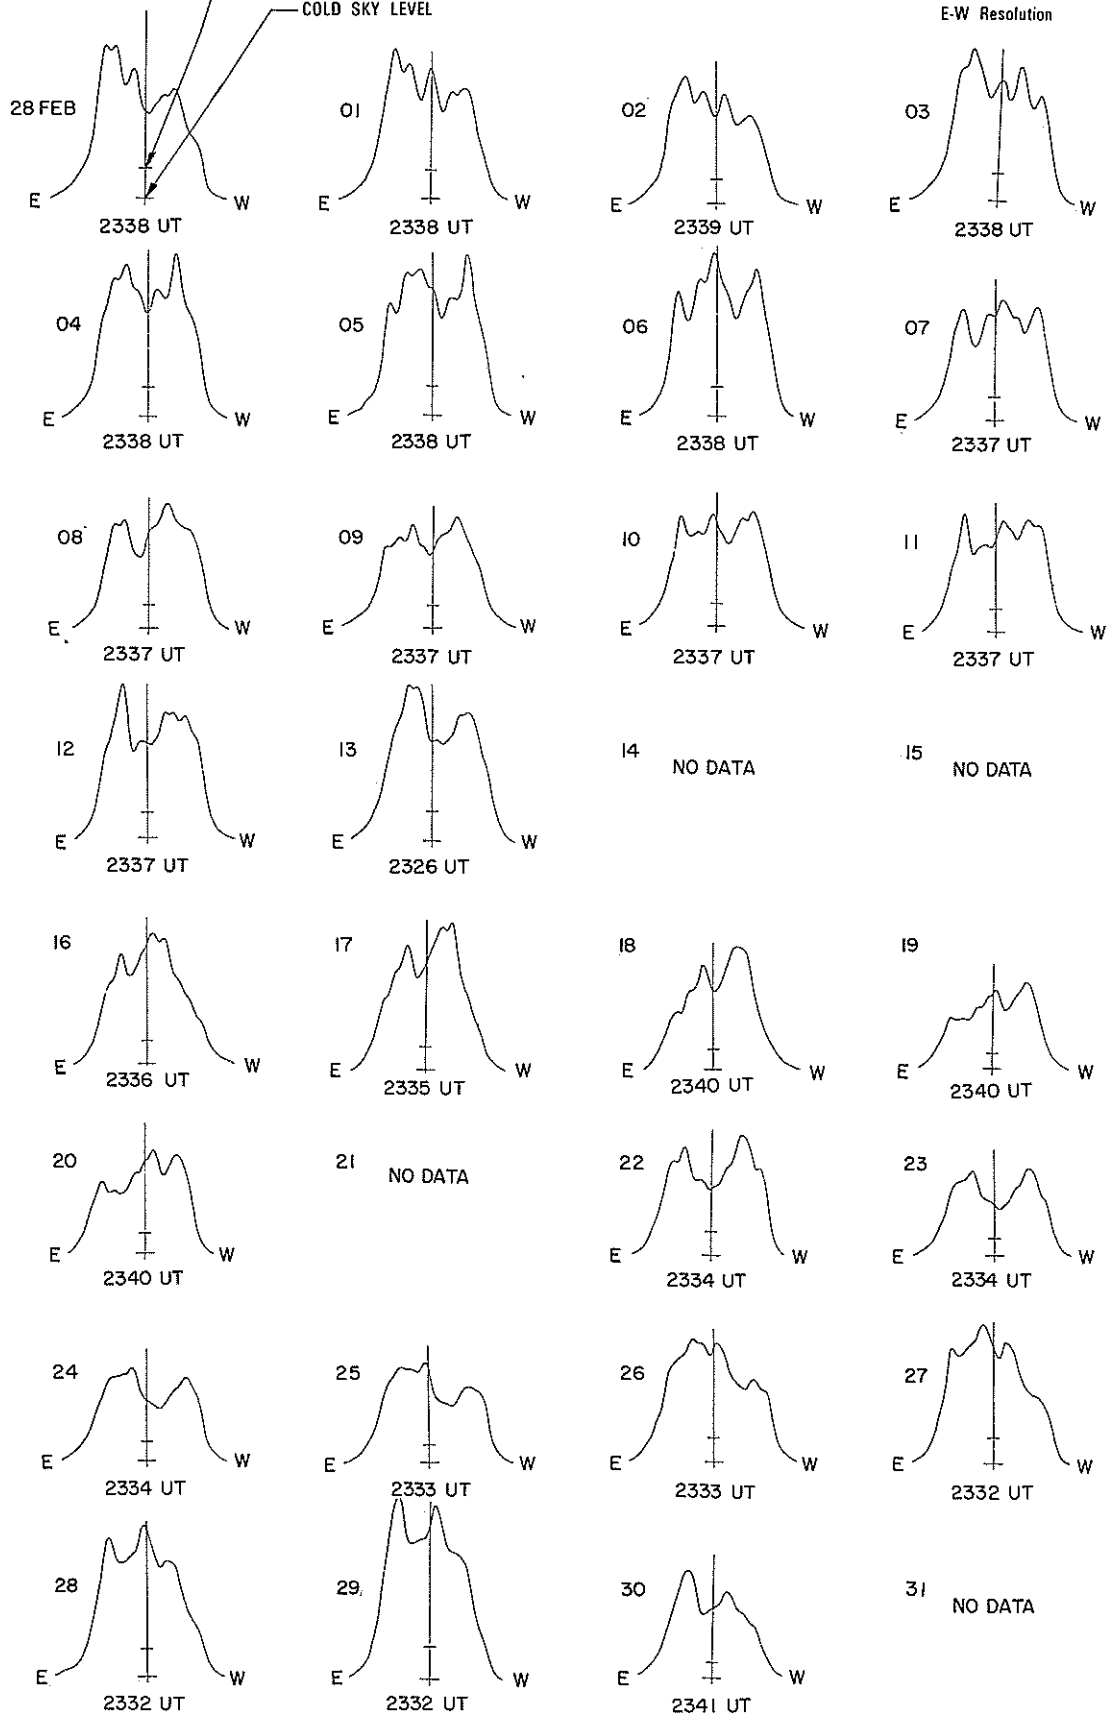 COLD SKY LEVEL
E-W Resolution
28 FEB
E
W
2338 UT
01
E
W
2338 UT
02
E
W
2339 UT
03
E
W
2338 UT
04
E
W
2338 UT
05
E
W
2338 UT
06
E
W
2338 UT
07
E
W
2337 UT
08
E
W
2337 UT
09
E
W
2337 UT
10
E
W
2337 UT
11
E
W
2337 UT
12
E
W
2337 UT
13
E
W
2326 UT
14
NO DATA
15
NO DATA
16
E
W
2336 UT
17
E
W
2335 UT
18
E
W
2340 UT
19
E
W
2340 UT
20
E
W
2340 UT
21
NO DATA
22
E
W
2334 UT
23
E
W
2334 UT
24
E
W
2334 UT
25
E
W
2333 UT
26
E
W
2333 UT
27
E
W
2332 UT
28
E
W
2332 UT
29
E
W
2332 UT
30
E
W
2341 UT
31
NO DATA